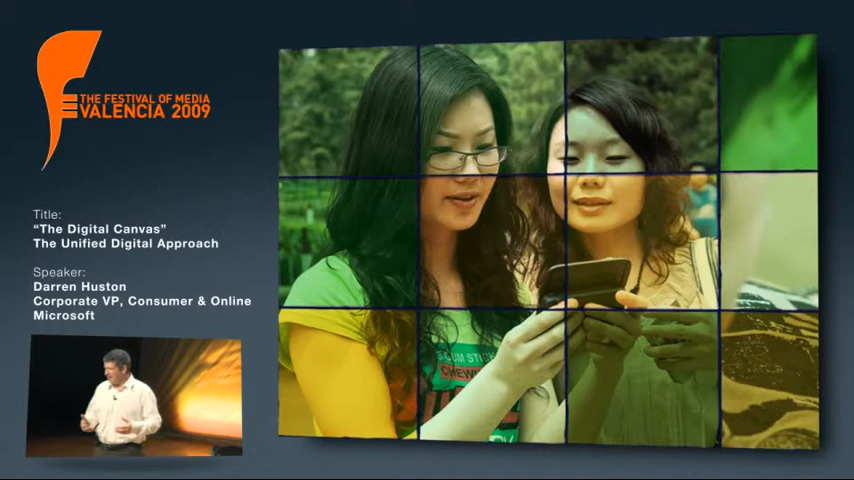 THE FESTIVAL OF MEDIA
VALENCIA 2009
Title:
“The Digital Canvas”
The Unified Digital Approach
Speaker:
Darren Huston
Corporate VP, Consumer & Online
Microsoft